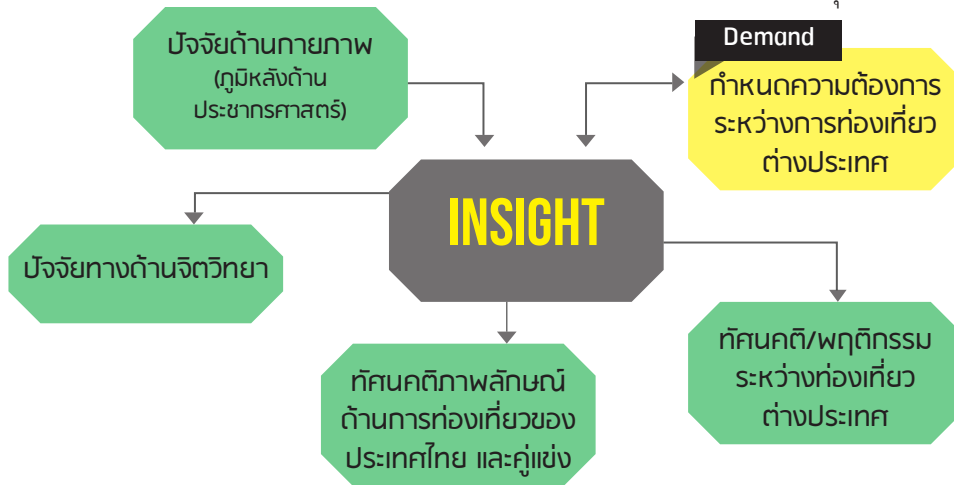 ปัจจัยด้านกายภาพ
(ภูมิหลังด้าน
ประชากรศาสตร์)
Demand
กำหนดความต้องการ
ระหว่างการท่องเที่ยว
ต่างประเทศ
INSIGHT
ปัจจัยทางด้านจิตวิทยา
ทัศนคติภาพลักษณ์
ด้านการท่องเที่ยวของ
ประเทศไทย และคู่แข่ง
ทัศนคติ/พฤติกรรม
ระหว่างท่องเที่ยว
ต่างประเทศ